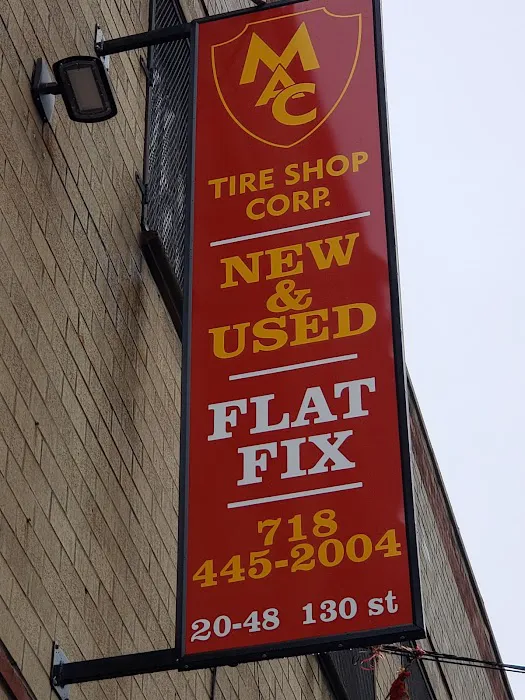 MAC
TIRE SHOP
CORP.
NEW
&
USED
FLAT
FIX
718
445-2004
20-48 130 st